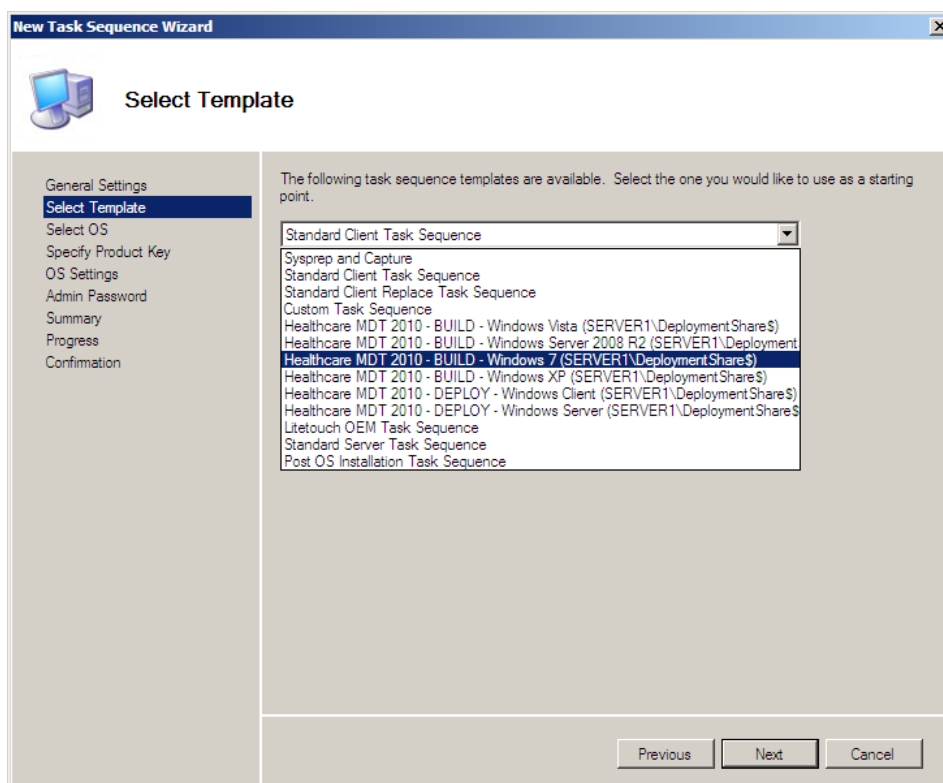 New Task Sequence Wizard
Select Template
General Settings
Select Template
Select OS
Specify Product Key
OS Settings
Admin Password
Summary
Progress
Confirmation
The following task sequence templates are available.  Select the one you would like to use as a starting
point.
Standard Client Task Sequence
Sysprep and Capture
Standard Client Task Sequence
Standard Client Replace Task Sequence
Custom Task Sequence
Healthcare MDT 2010 - BUILD - Windows Vista (SERVER1\DeploymentShare$)
Healthcare MDT 2010 - BUILD - Windows Server 2008 R2 (SERVER1\Deployment
Healthcare MDT 2010 - BUILD - Windows 7 (SERVER1\DeploymentShare$)
Healthcare MDT 2010 - BUILD - Windows XP (SERVER1\DeploymentShare$)
Healthcare MDT 2010 - DEPLOY - Windows Client (SERVER1\DeploymentShare$)
Healthcare MDT 2010 - DEPLOY - Windows Server (SERVER1\DeploymentShare$
Litetouch OEM Task Sequence
Standard Server Task Sequence
Post OS Installation Task Sequence
Previous
Next
Cancel